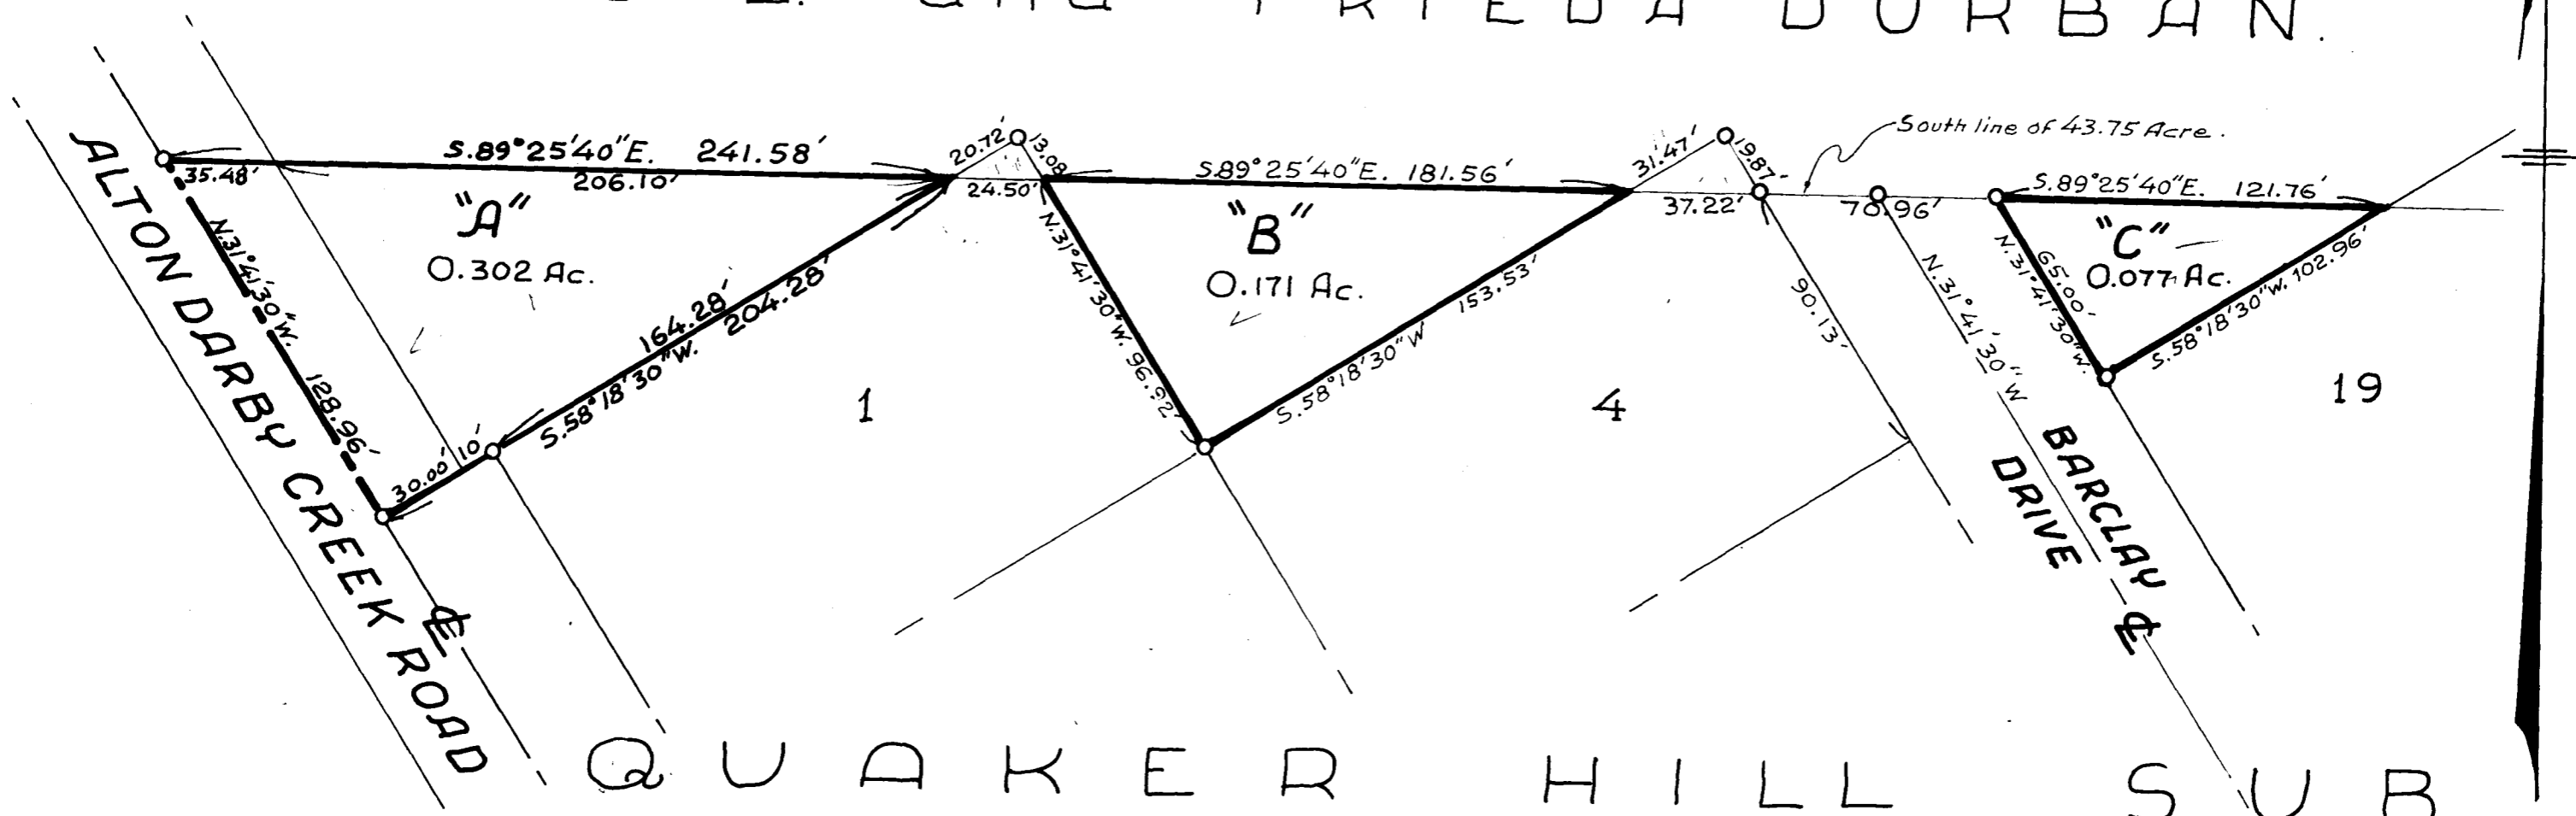 E. and FRIEDA DURBAN.
S.89°25'40"E. 241.58'
35.48'
206.10'
"A"
0.302 Ac.
N.31°41'30"W.
128.96'
30.00' 10'
164.28'
S.58°18'30"W. 204.28'
20.72'
13.08'
24.50'
S.89°25'40"E. 181.56'
"B"
0.171 Ac.
N.31°41'30"W. 96.92'
S.58°18'30"W 153.53'
31.47'
19.87'
37.22'
South line of 43.75 Acre.
70.96'
90.13'
N.31°41'30"W
S.89°25'40"E. 121.76'
"C"
0.077 Ac.
65.00'
N.31°41'30"W.
S.58°18'30"W. 102.96'
1
4
19
ALTON DARBY CREEK ROAD
℄
BARCLAY ℄
DRIVE
QUAKER HILL SUB